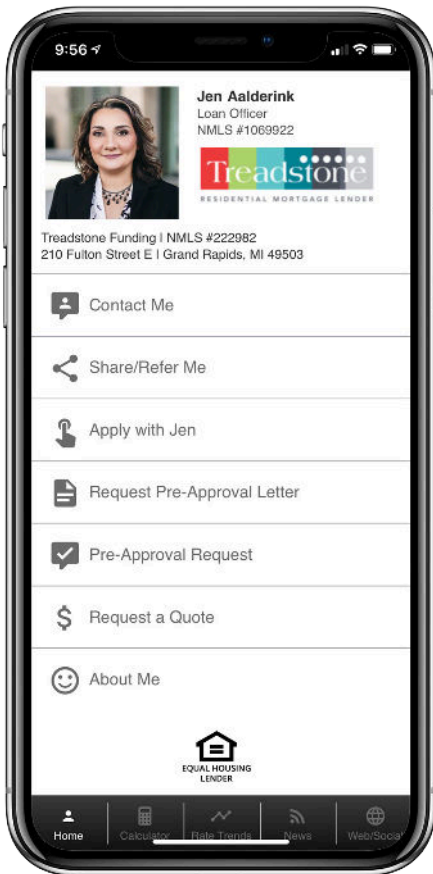 9:56
Jen Aalderink
Loan Officer
NMLS #1069922
Treadstone
RESIDENTIAL MORTGAGE LENDER
Treadstone Funding | NMLS #222982
210 Fulton Street E | Grand Rapids, MI 49503
Contact Me
Share/Refer Me
Apply with Jen
Request Pre-Approval Letter
Pre-Approval Request
$ Request a Quote
About Me
EQUAL HOUSING
LENDER
Home Calculator Rate Trends News Web/Social